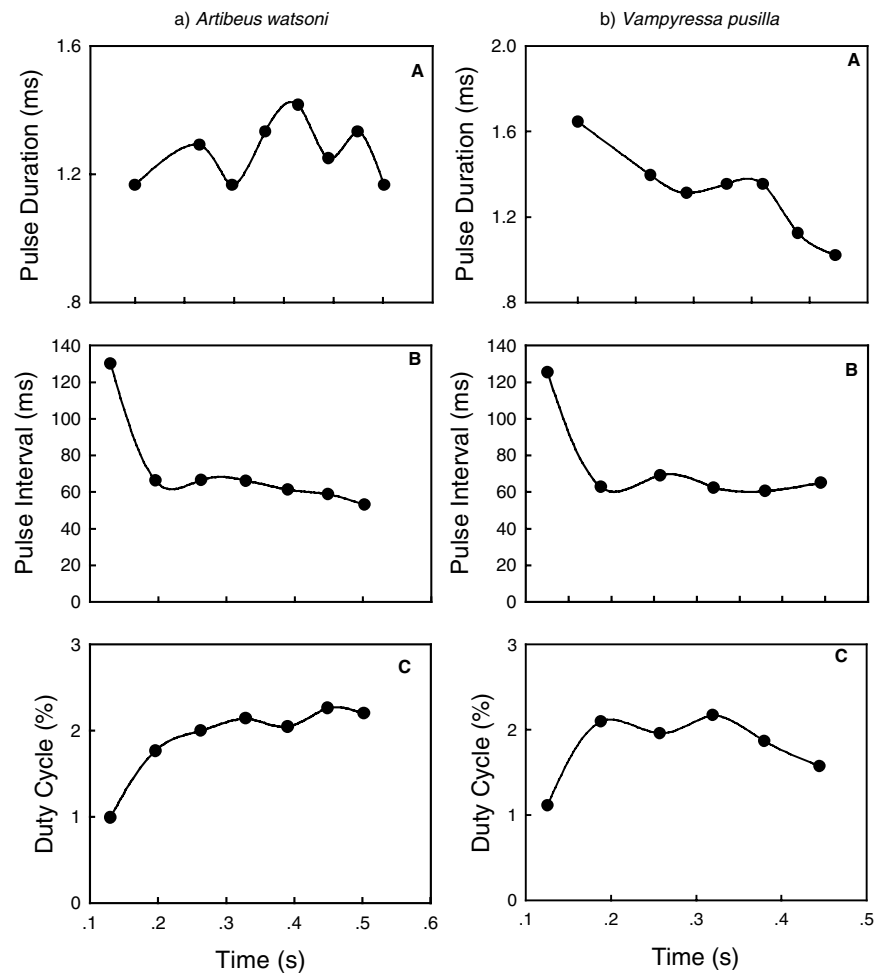 a) Artibeus watsoni
b) Vampyressa pusilla
Pulse Duration (ms)
1.6
1.2
.8
A
Pulse Duration (ms)
2.0
1.6
1.2
.8
A
Pulse Interval (ms)
140
120
100
80
60
40
20
0
B
Pulse Interval (ms)
140
120
100
80
60
40
20
0
B
Duty Cycle (%)
3
2
1
0
C
.1 .2 .3 .4 .5 .6
Time (s)
Duty Cycle (%)
3
2
1
0
C
.1 .2 .3 .4 .5
Time (s)